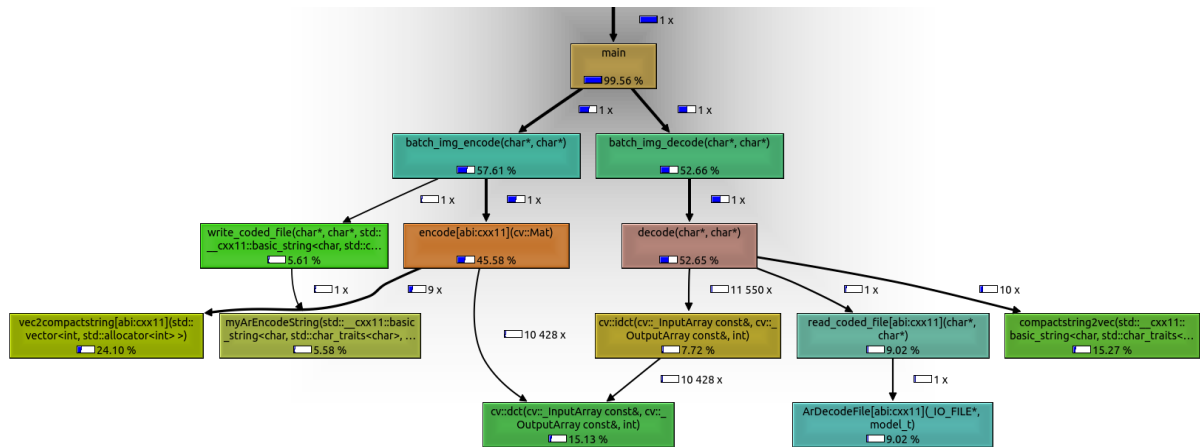 1 x
main
99.56 %
1 x
1 x
batch_img_encode(char*, char*)
57.61 %
batch_img_decode(char*, char*)
52.66 %
1 x
1 x
1 x
write_coded_file(char*, char*, std::
__cxx11::basic_string<char, std::c...
5.61 %
encode[abi:cxx11](cv::Mat)
45.58 %
decode(char*, char*)
52.65 %
1 x
9 x
11 550 x
1 x
10 x
vec2compactstring[abi:cxx11](std::
vector<int, std::allocator<int> >)
24.10 %
myArEncodeString(std::__cxx11::basic
_string<char, std::char_traits<char>, ...
5.58 %
10 428 x
cv::idct(cv::_InputArray const&, cv::_
OutputArray const&, int)
7.72 %
read_coded_file[abi:cxx11](char*,
char*)
9.02 %
compactstring2vec(std::__cxx11::
basic_string<char, std::char_traits<...
15.27 %
10 428 x
1 x
cv::dct(cv::_InputArray const&, cv::_
OutputArray const&, int)
15.13 %
ArDecodeFile[abi:cxx11](_IO_FILE*,
model_t)
9.02 %